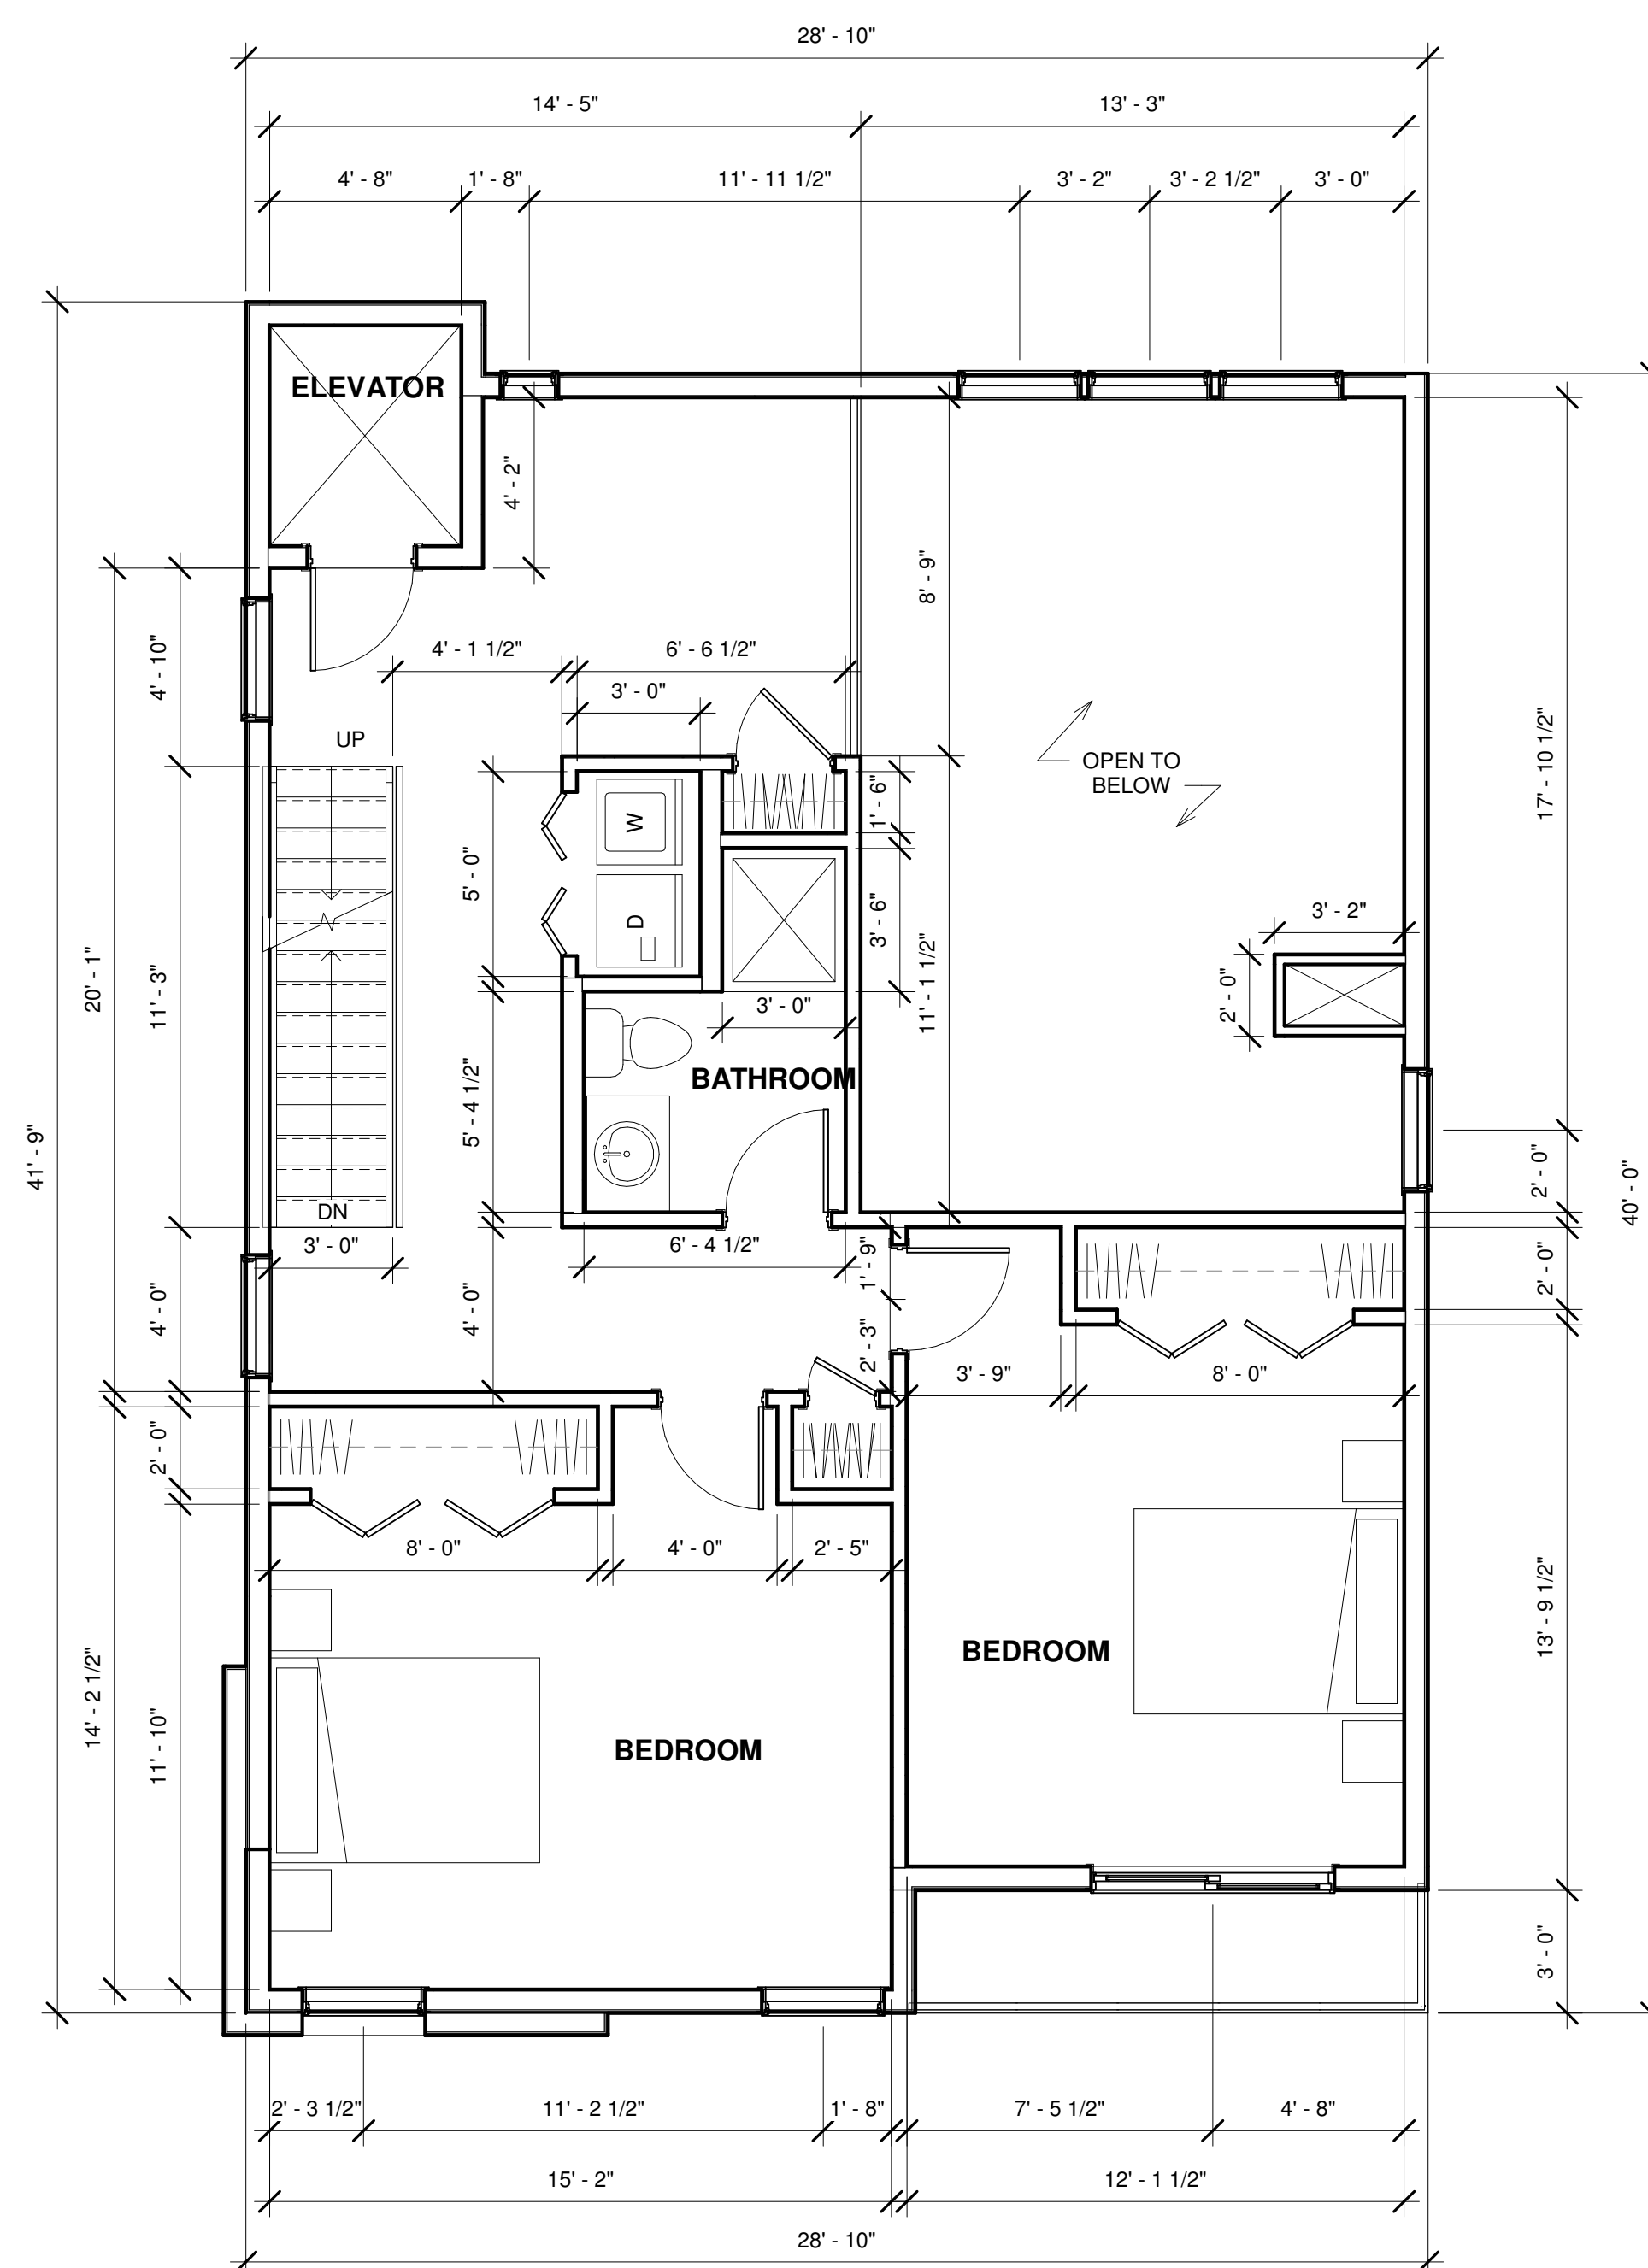 28' - 10"
14' - 5"
13' - 3"
4' - 8"
1' - 8"
11' - 11 1/2"
3' - 2"
3' - 2 1/2"
3' - 0"
ELEVATOR
4' - 2"
8' - 9"
4' - 10"
4' - 1 1/2"
6' - 6 1/2"
3' - 0"
UP
OPEN TO
BELOW
17' - 10 1/2"
1' - 6"
W
5' - 0"
D
3' - 6"
3' - 2"
20' - 1"
11' - 3"
11' - 1 1/2"
2' - 0"
3' - 0"
BATHROOM
5' - 4 1/2"
41' - 9"
2' - 0"
40' - 0"
DN
3' - 0"
6' - 4 1/2"
1' - 9"
2' - 0"
4' - 0"
4' - 0"
2' - 3"
3' - 9"
8' - 0"
2' - 0"
8' - 0"
4' - 0"
2' - 5"
13' - 9 1/2"
BEDROOM
14' - 2 1/2"
11' - 10"
BEDROOM
3' - 0"
2' - 3 1/2"
11' - 2 1/2"
1' - 8"
7' - 5 1/2"
4' - 8"
15' - 2"
12' - 1 1/2"
28' - 10"